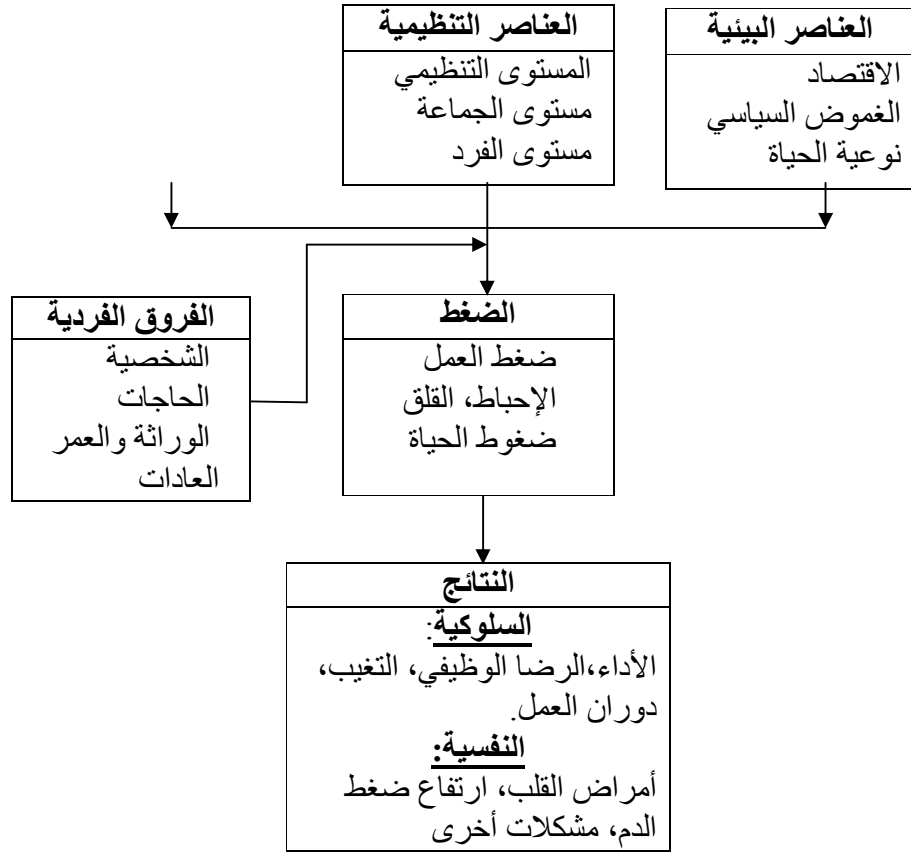 العناصر البيئية
الاقتصاد
الغموض السياسي
نوعية الحياة
العناصر التنظيمية
المستوى التنظيمي
مستوى الجماعة
مستوى الفرد
الضغط
ضغط العمل
الإحباط، القلق
ضغوط الحياة
الفروق الفردية
الشخصية
الحاجات
الوراثة والعمر
العادات
النتائج
السلوكية:
الأداء،الرضا الوظيفي، التغيب،
دوران العمل.
النفسية:
أمراض القلب، ارتفاع ضغط
الدم، مشكلات أخرى